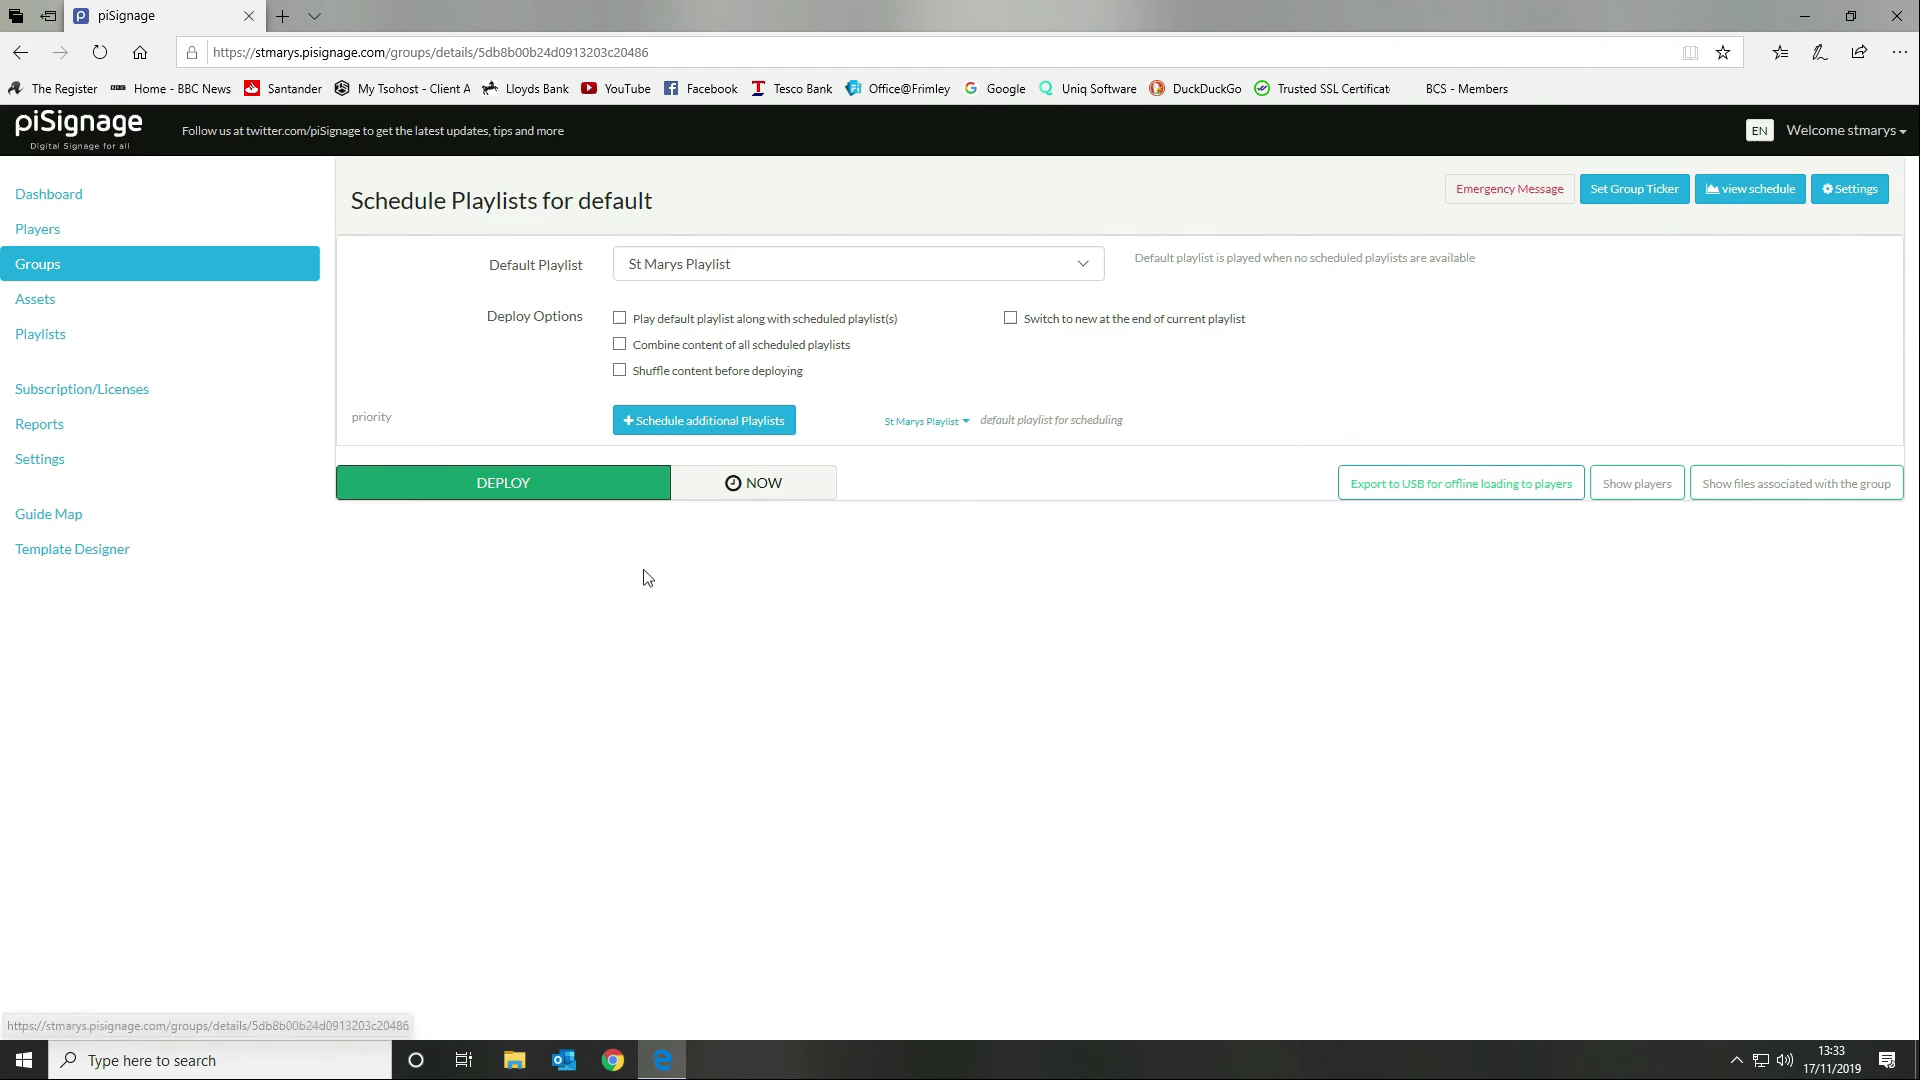 piSignage
https://stmarys.pisignage.com/groups/details/5db8b00b24d0913203c20486
The Register
Home - BBC News
Santander
My Tsohost - Client A
Lloyds Bank
YouTube
Facebook
Tesco Bank
Office@Frimley
Google
Uniq Software
DuckDuckGo
Trusted SSL Certificat
BCS - Members
piSignage
Digital Signage for all
Follow us at twitter.com/piSignage to get the latest updates, tips and more
EN
Welcome stmarys
Dashboard
Players
Groups
Assets
Playlists
Subscription/Licenses
Reports
Settings
Guide Map
Template Designer
Schedule Playlists for default
Emergency Message
Set Group Ticker
view schedule
Settings
Default Playlist
St Marys Playlist
Default playlist is played when no scheduled playlists are available
Deploy Options
Play default playlist along with scheduled playlist(s)
Switch to new at the end of current playlist
Combine content of all scheduled playlists
Shuffle content before deploying
priority
Schedule additional Playlists
St Marys Playlist
default playlist for scheduling
DEPLOY
NOW
Export to USB for offline loading to players
Show players
Show files associated with the group
https://stmarys.pisignage.com/groups/details/5db8b00b24d0913203c20486
Type here to search
13:33
17/11/2019